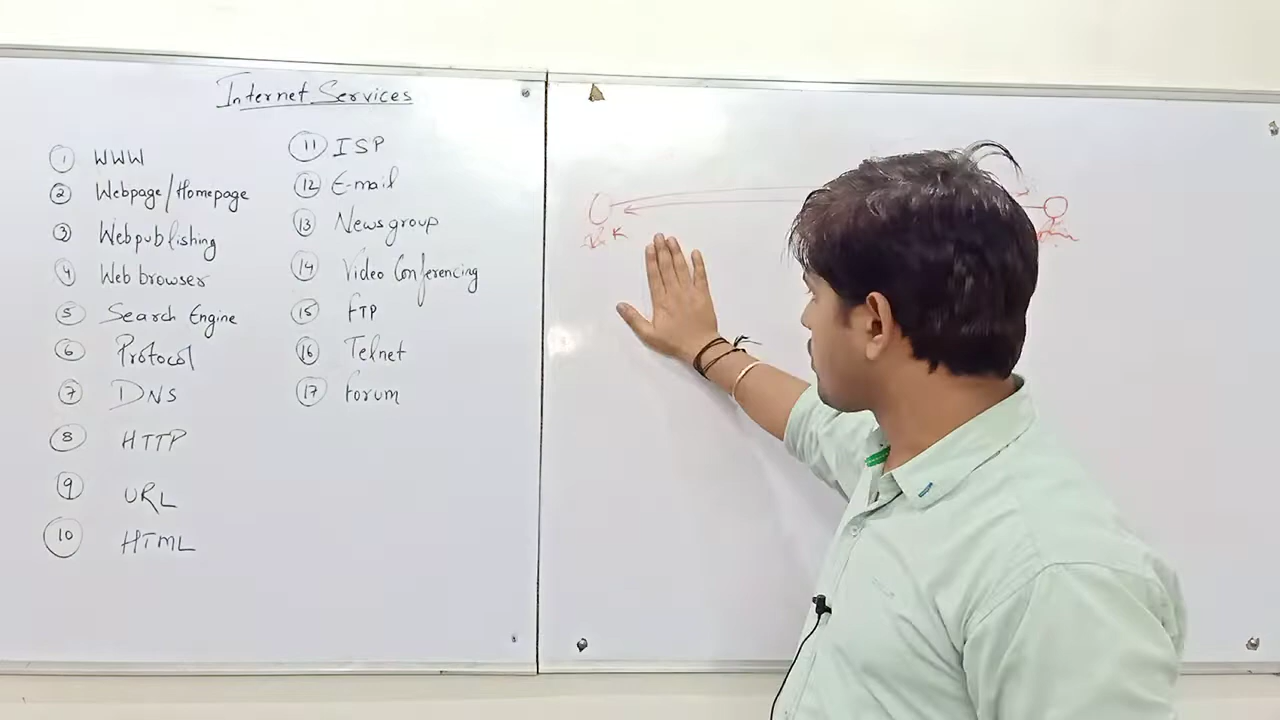 Internet Services
1 WWW
2 Webpage/Homepage
3 Webpublishing
4 Web browser
5 Search Engine
6 Protocol
7 DNS
8 HTTP
9 URL
10 HTML
11 ISP
12 E-mail
13 Newsgroup
14 Video Conferencing
15 FTP
16 Telnet
17 Forum